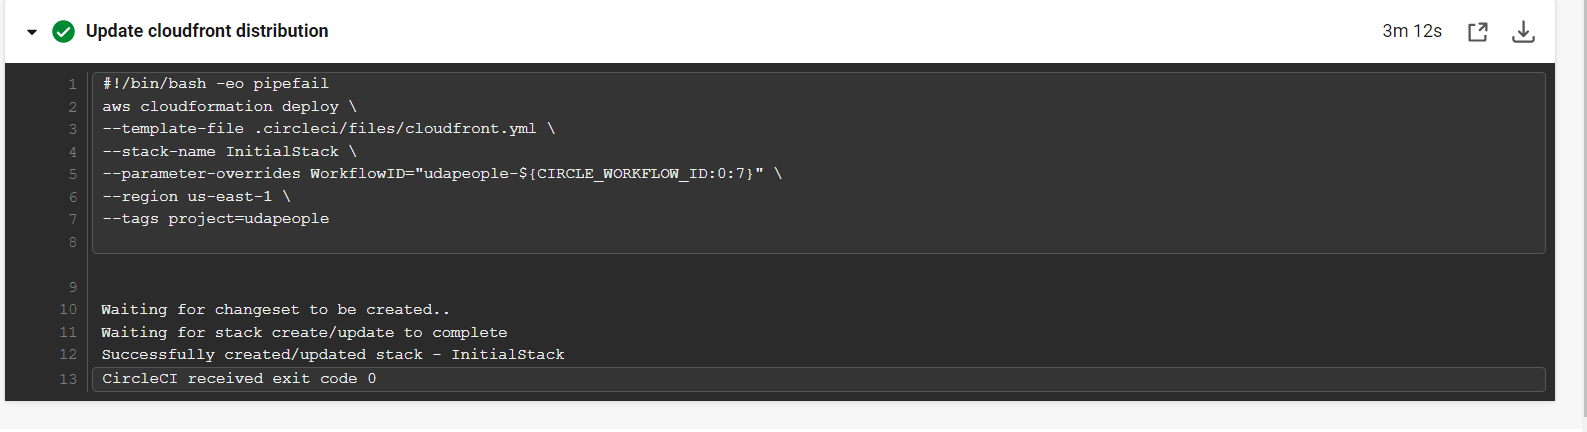 Update cloudfront distribution
3m 12s
1 #!/bin/bash -eo pipefail
2 aws cloudformation deploy \
3 --template-file .circleci/files/cloudfront.yml \
4 --stack-name InitialStack \
5 --parameter-overrides WorkflowID="udapeople-${CIRCLE_WORKFLOW_ID:0:7}" \
6 --region us-east-1 \
7 --tags project=udapeople
8
9
10 Waiting for changeset to be created..
11 Waiting for stack create/update to complete
12 Successfully created/updated stack - InitialStack
13 CircleCI received exit code 0